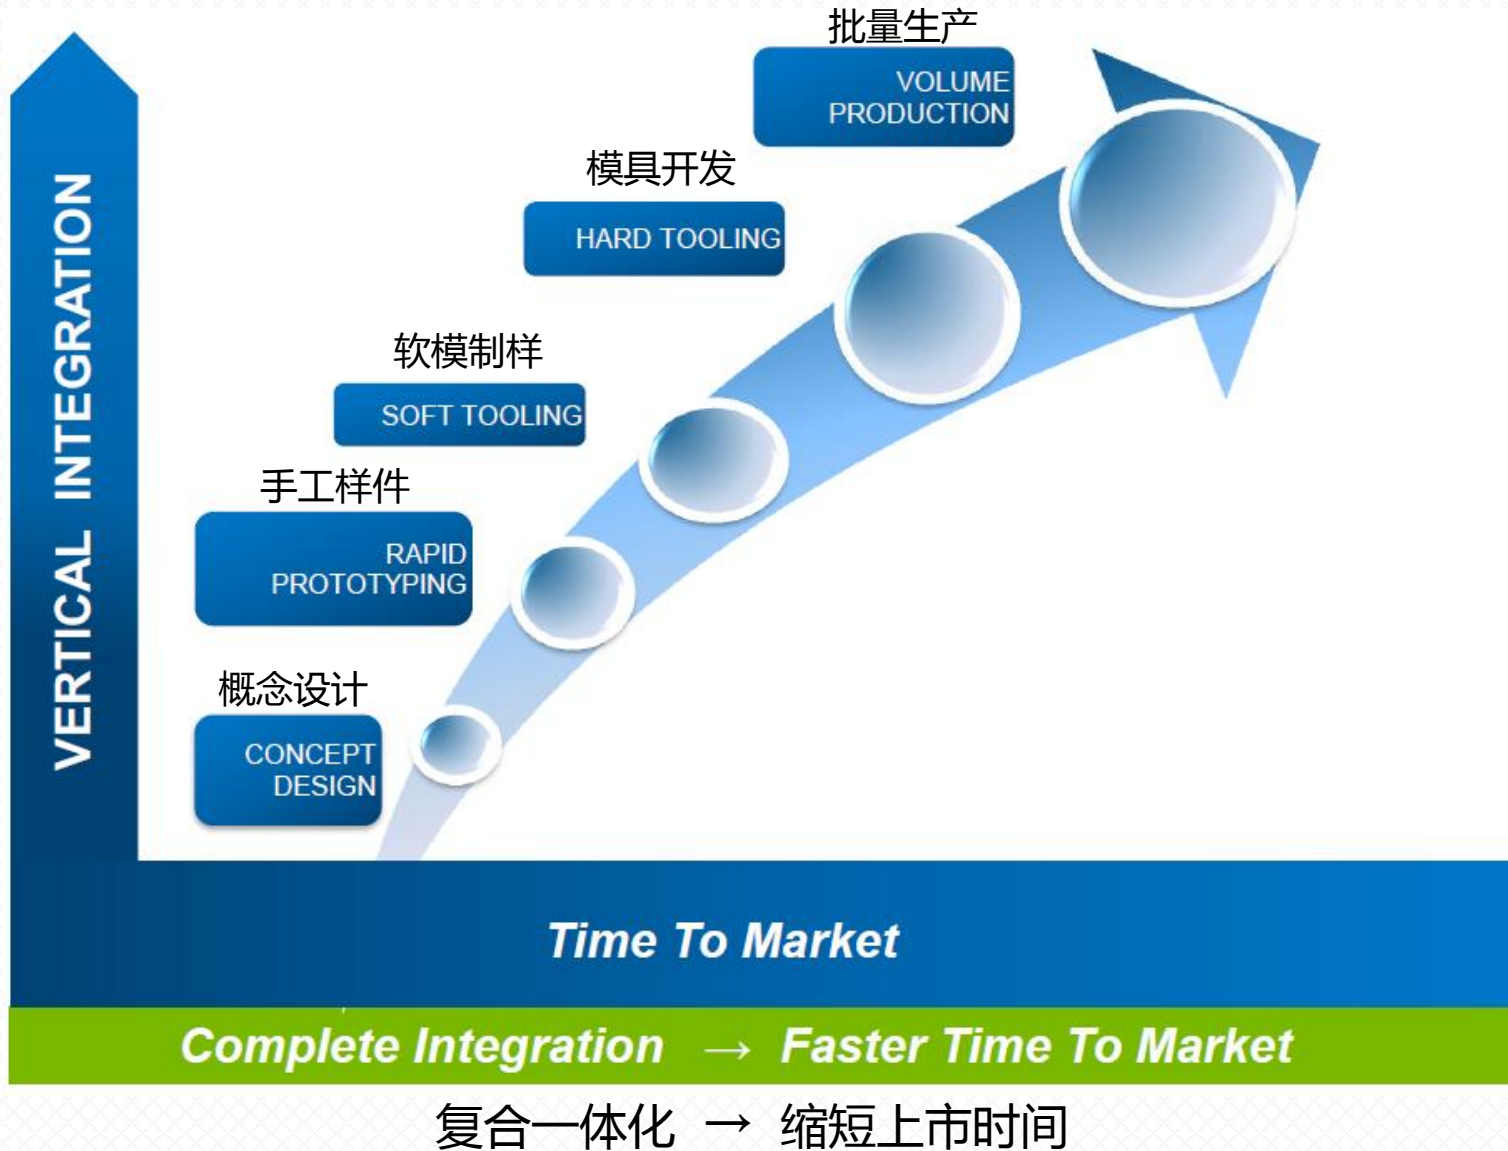 批量生产
VOLUME
PRODUCTION
模具开发
HARD TOOLING
软模制样
SOFT TOOLING
手工样件
RAPID
PROTOTYPING
概念设计
CONCEPT
DESIGN
VERTICAL INTEGRATION
Time To Market
Complete Integration → Faster Time To Market
复合一体化 → 缩短上市时间